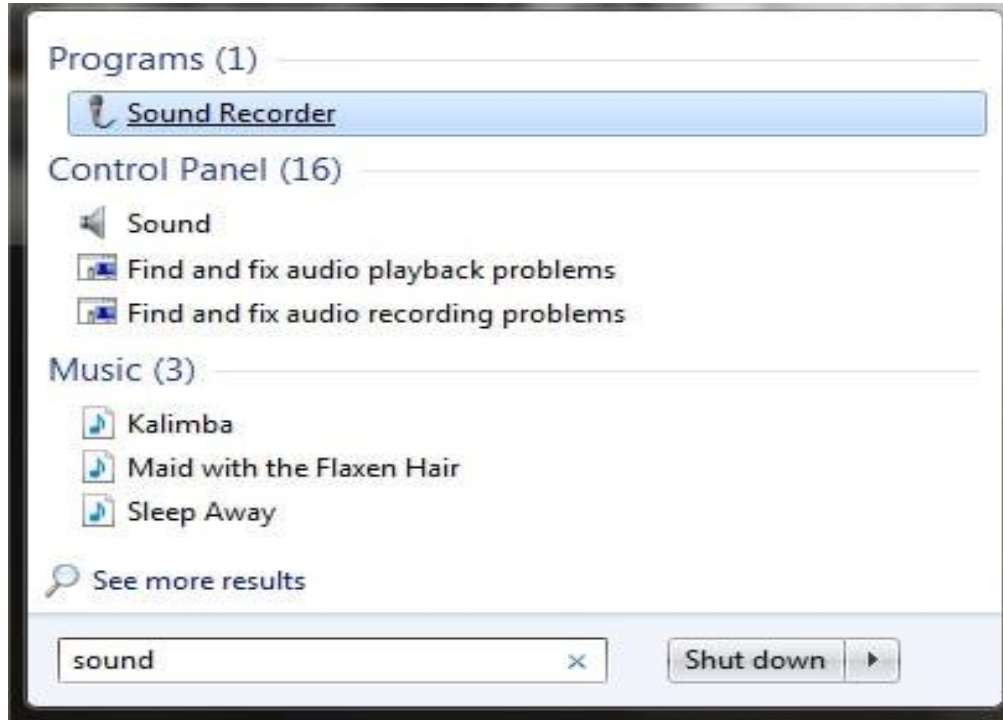 Programs (1)
Sound Recorder
Control Panel (16)
Sound
Find and fix audio playback problems
Find and fix audio recording problems
Music (3)
Kalimba
Maid with the Flaxen Hair
Sleep Away
See more results
sound
Shut down